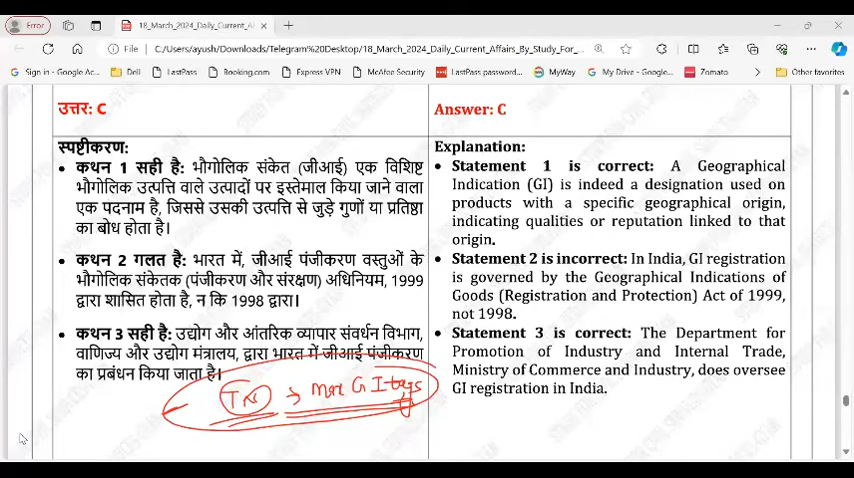 Error
18_March_2024_Daily_Current_Af
File
C:/Users/ayush/Downloads/Telegram%20Desktop/18_March_2024_Daily_Current_Affairs_By_Study_For_...
Sign in - Google Ac...
Dell
LastPass
Booking.com
Express VPN
McAfee Security
LastPass password...
MyWay
My Drive - Google...
Zomato
Other favorites
उत्तर: C
स्पष्टीकरण:
• कथन 1 सही है: भौगोलिक संकेत (जीआई) एक विशिष्ट
भौगोलिक उत्पत्ति वाले उत्पादों पर इस्तेमाल किया जाने वाला
एक पदनाम है, जिससे उसकी उत्पत्ति से जुड़े गुणों या प्रतिष्ठा
का बोध होता है।
• कथन 2 गलत है: भारत में, जीआई पंजीकरण वस्तुओं के
भौगोलिक संकेतक (पंजीकरण और संरक्षण) अधिनियम, 1999
द्वारा शासित होता है, न कि 1998 द्वारा।
• कथन 3 सही है: उद्योग और आंतरिक व्यापार संवर्धन विभाग,
वाणिज्य और उद्योग मंत्रालय, द्वारा भारत में जीआई पंजीकरण
का प्रबंधन किया जाता है।
TN → More GI tags
Answer: C
Explanation:
• Statement 1 is correct: A Geographical
Indication (GI) is indeed a designation used on
products with a specific geographical origin,
indicating qualities or reputation linked to that
origin.
• Statement 2 is incorrect: In India, GI registration
is governed by the Geographical Indications of
Goods (Registration and Protection) Act of 1999,
not 1998.
• Statement 3 is correct: The Department for
Promotion of Industry and Internal Trade,
Ministry of Commerce and Industry, does oversee
GI registration in India.